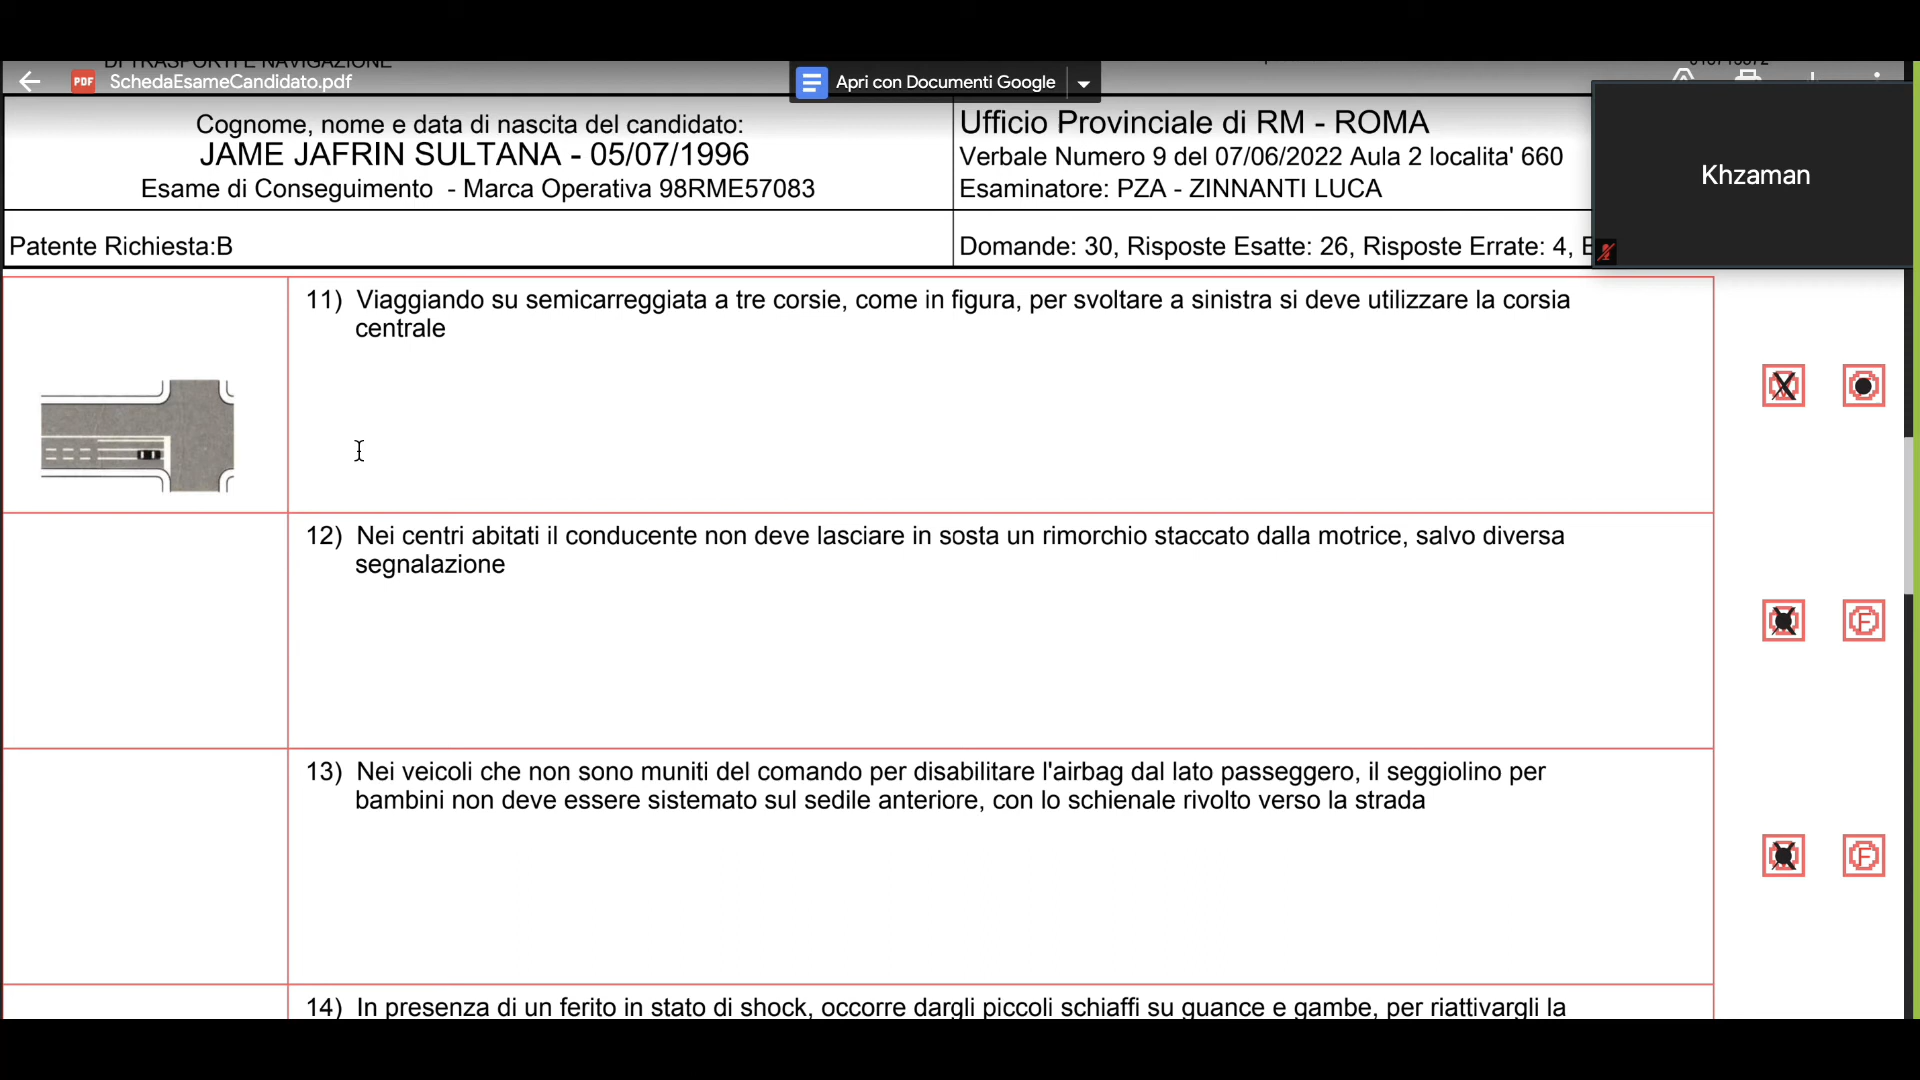 DI TRASPORTI E NAVIGAZIONE
PDF
SchedaEsameCandidato.pdf
Apri con Documenti Google
Cognome, nome e data di nascita del candidato:
JAME JAFRIN SULTANA - 05/07/1996
Esame di Conseguimento - Marca Operativa 98RME57083
Ufficio Provinciale di RM - ROMA
Verbale Numero 9 del 07/06/2022 Aula 2 localita' 660
Esaminatore: PZA - ZINNANTI LUCA
Khzaman
Patente Richiesta:B
Domande: 30, Risposte Esatte: 26, Risposte Errate: 4, E
11) Viaggiando su semicarreggiata a tre corsie, come in figura, per svoltare a sinistra si deve utilizzare la corsia
centrale
12) Nei centri abitati il conducente non deve lasciare in sosta un rimorchio staccato dalla motrice, salvo diversa
segnalazione
F
13) Nei veicoli che non sono muniti del comando per disabilitare l'airbag dal lato passeggero, il seggiolino per
bambini non deve essere sistemato sul sedile anteriore, con lo schienale rivolto verso la strada
F
14) In presenza di un ferito in stato di shock, occorre dargli piccoli schiaffi su guance e gambe, per riattivargli la